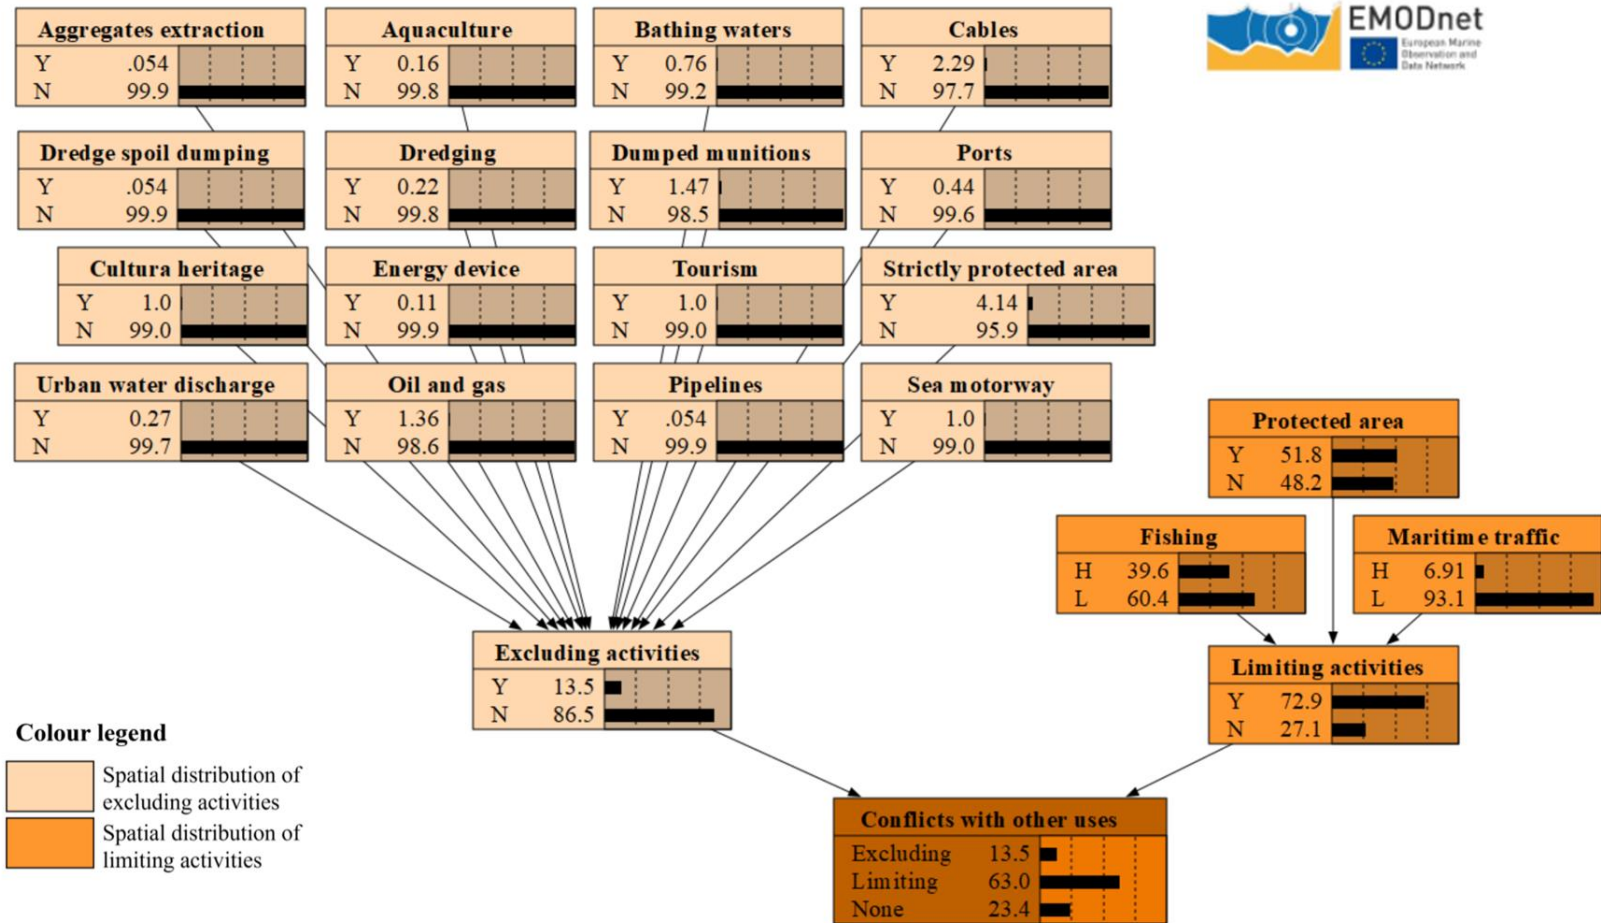 EMODnet
European Marine
Observation and
Data Network
Aggregates extraction
Y .054
N 99.9
Aquaculture
Y 0.16
N 99.8
Bathing waters
Y 0.76
N 99.2
Cables
Y 2.29
N 97.7
Dredge spoil dumping
Y .054
N 99.9
Dredging
Y 0.22
N 99.8
Dumped munitions
Y 1.47
N 98.5
Ports
Y 0.44
N 99.6
Cultura heritage
Y 1.0
N 99.0
Energy device
Y 0.11
N 99.9
Tourism
Y 1.0
N 99.0
Strictly protected area
Y 4.14
N 95.9
Urban water discharge
Y 0.27
N 99.7
Oil and gas
Y 1.36
N 98.6
Pipelines
Y .054
N 99.9
Sea motorway
Y 1.0
N 99.0
Protected area
Y 51.8
N 48.2
Fishing
H 39.6
L 60.4
Maritime traffic
H 6.91
L 93.1
Excluding activities
Y 13.5
N 86.5
Limiting activities
Y 72.9
N 27.1
Colour legend
Spatial distribution of
excluding activities
Spatial distribution of
limiting activities
Conflicts with other uses
Excluding 13.5
Limiting 63.0
None 23.4